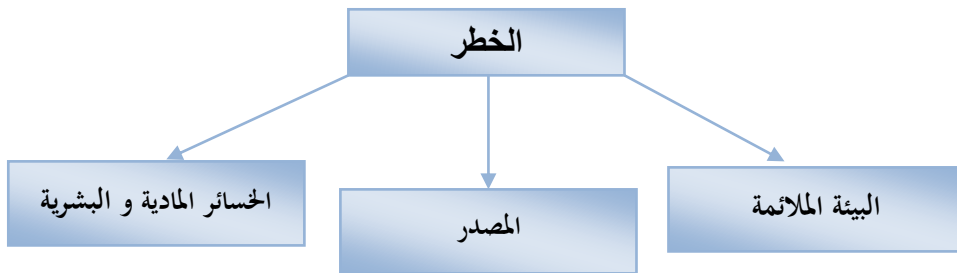 الخطر
البيئة الملائمة
المصدر
الخسائر المادية و البشرية